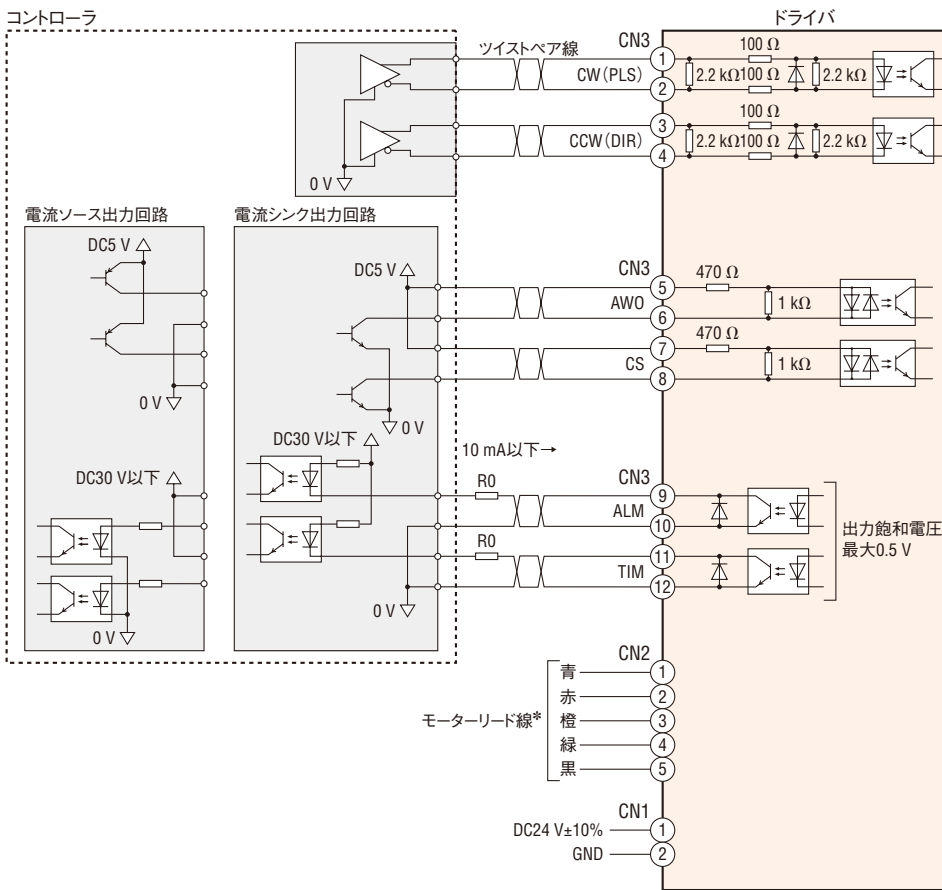 コントローラ
ドライバ
ツイストペア線
CN3
1
CW(PLS)
2
100 Ω
2.2 kΩ
100 Ω
2.2 kΩ
3
CCW(DIR)
4
100 Ω
2.2 kΩ
100 Ω
2.2 kΩ
0 V
電流ソース出力回路
DC5 V
0 V
DC30 V以下
0 V
電流シンク出力回路
DC5 V
0 V
DC30 V以下
0 V
CN3
5
AWO
6
470 Ω
1 kΩ
7
CS
8
470 Ω
1 kΩ
10 mA以下→
CN3
R0
9
ALM
10
R0
11
TIM
12
出力飽和電圧
最大0.5 V
CN2
モーターリード線*
青
1
赤
2
橙
3
緑
4
黒
5
CN1
DC24 V±10%
1
GND
2